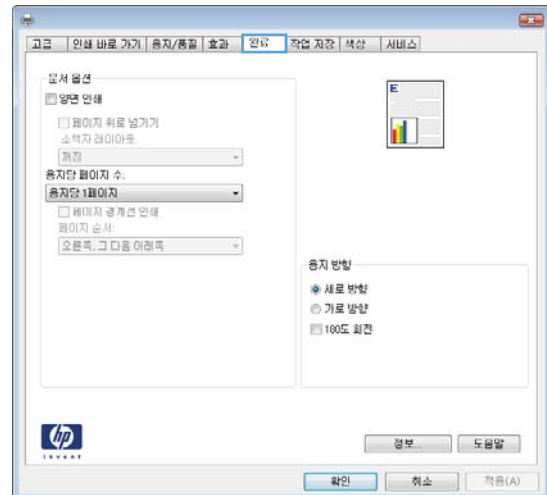 고급 인쇄 바로 가기 용지/품질 효과 완료 작업 저장 색상 서비스
문서 옵션
양면 인쇄
페이지 위로 넘기기
소책자 레이아웃:
꺼짐
용지당 페이지 수:
용지당 1페이지
페이지 경계선 인쇄
페이지 순서:
오른쪽, 그 다음 아래쪽
E
용지 방향
세로 방향
가로 방향
180도 회전
hp
invent
정보... 도움말
확인 취소 적용(A)